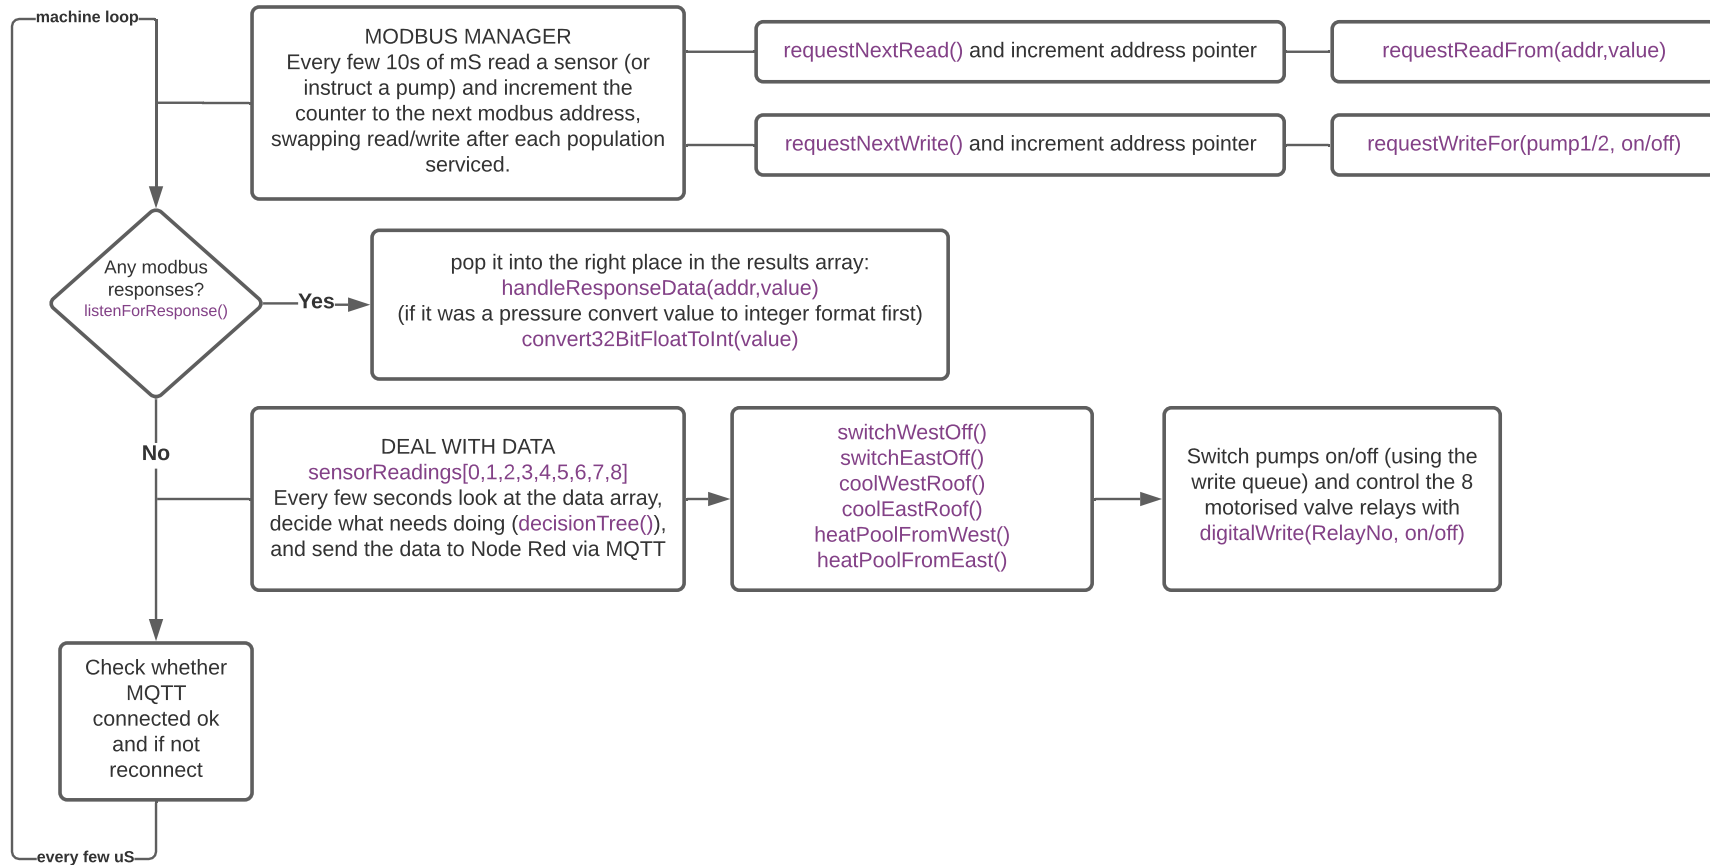 machine loop
MODBUS MANAGER
Every few 10s of mS read a sensor (or
instruct a pump) and increment the
counter to the next modbus address,
swapping read/write after each population
serviced.
requestNextRead() and increment address pointer
requestReadFrom(addr,value)
requestNextWrite() and increment address pointer
requestWriteFor(pump1/2, on/off)
Any modbus
responses?
listenForResponse()
Yes
pop it into the right place in the results array:
handleResponseData(addr,value)
(if it was a pressure convert value to integer format first)
convert32BitFloatToInt(value)
No
DEAL WITH DATA
sensorReadings[0,1,2,3,4,5,6,7,8]
Every few seconds look at the data array,
decide what needs doing (decisionTree()),
and send the data to Node Red via MQTT
switchWestOff()
switchEastOff()
coolWestRoof()
coolEastRoof()
heatPoolFromWest()
heatPoolFromEast()
Switch pumps on/off (using the
write queue) and control the 8
motorised valve relays with
digitalWrite(RelayNo, on/off)
Check whether
MQTT
connected ok
and if not
reconnect
every few uS